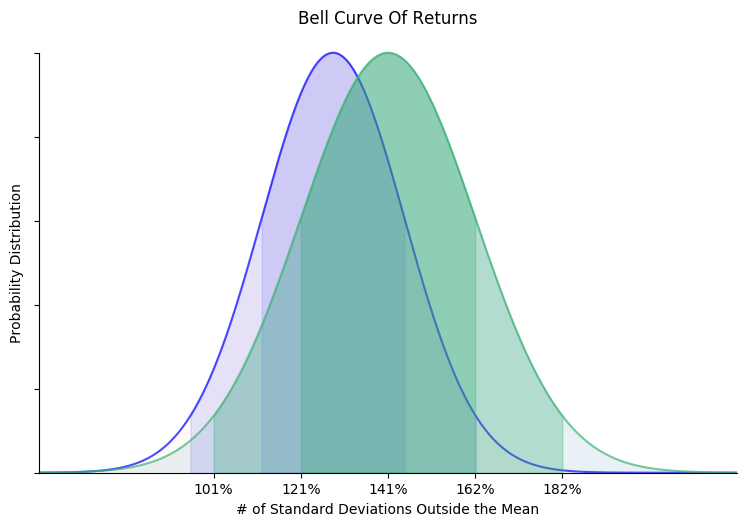 Bell Curve Of Returns
Probability Distribution
101% 121% 141% 162% 182%
# of Standard Deviations Outside the Mean